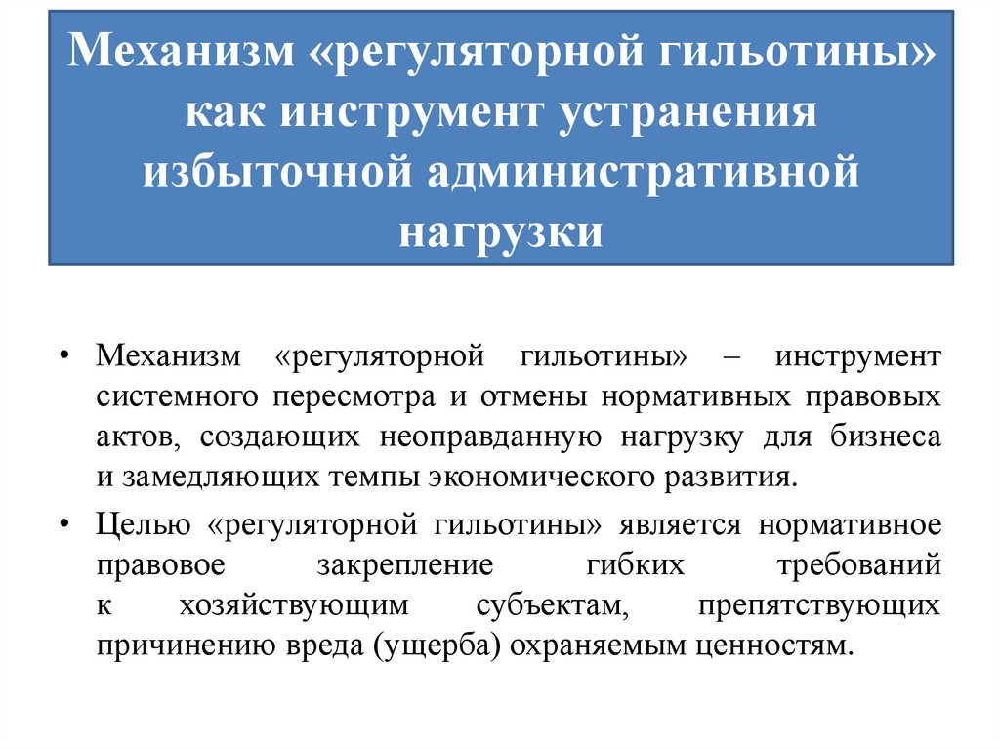 Механизм «регуляторной гильотины»
как инструмент устранения
избыточной административной
нагрузки
• Механизм «регуляторной гильотины» – инструмент
системного пересмотра и отмены нормативных правовых
актов, создающих неоправданную нагрузку для бизнеса
и замедляющих темпы экономического развития.
• Целью «регуляторной гильотины» является нормативное
правовое закрепление гибких требований
к хозяйствующим субъектам, препятствующих
причинению вреда (ущерба) охраняемым ценностям.